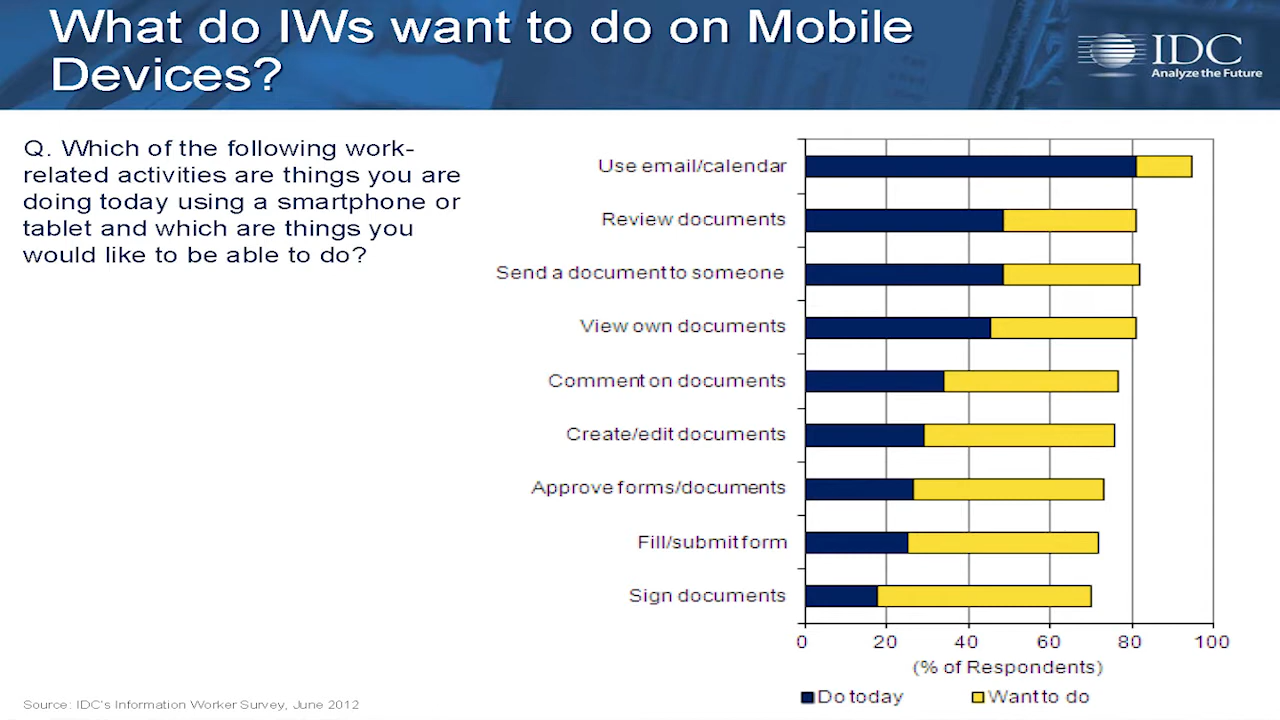 What do IWs want to do on Mobile
Devices?
IDC
Analyze the Future
Q. Which of the following work-
related activities are things you are
doing today using a smartphone or
tablet and which are things you
would like to be able to do?
Use email/calendar
Review documents
Send a document to someone
View own documents
Comment on documents
Create/edit documents
Approve forms/documents
Fill/submit form
Sign documents
0 20 40 60 80 100
(% of Respondents)
Do today Want to do
Source: IDC's Information Worker Survey, June 2012